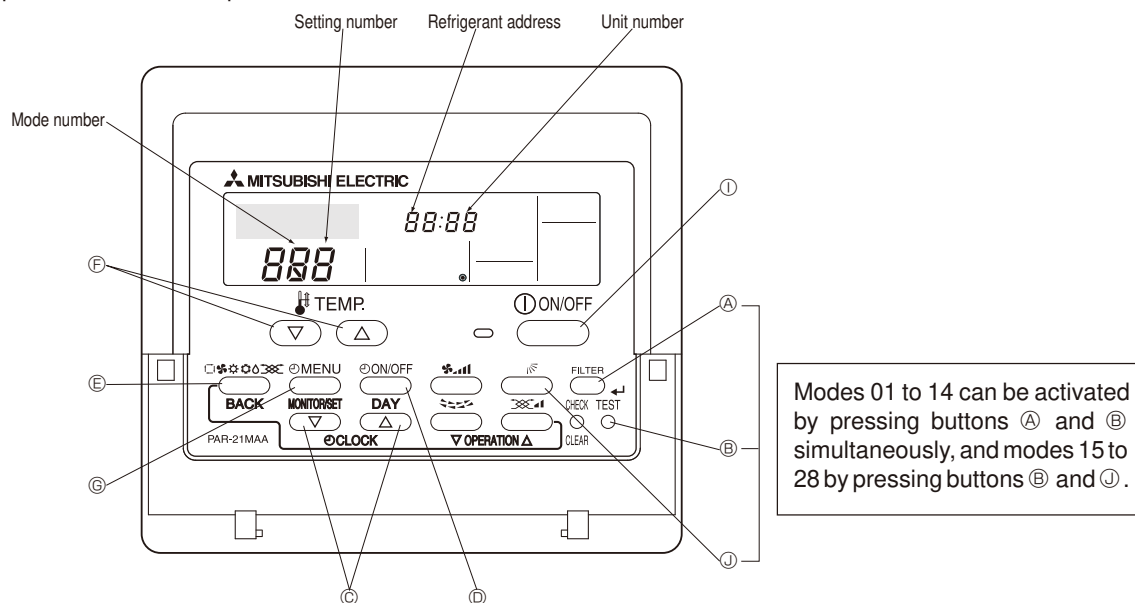 Setting number Refrigerant address Unit number
Mode number
MITSUBISHI ELECTRIC
88:88
888
TEMP. ON/OFF
Ⓕ
Ⓘ
Ⓐ
Ⓔ
MENU ON/OFF FILTER
BACK MONITOR/SET DAY CHECK TEST
PAR-21MAA CLOCK ▽ OPERATION △ CLEAR
Ⓑ
Ⓖ
Ⓙ
Ⓒ Ⓓ
Modes 01 to 14 can be activated
by pressing buttons Ⓐ and Ⓑ
simultaneously, and modes 15 to
28 by pressing buttons Ⓑ and Ⓙ.